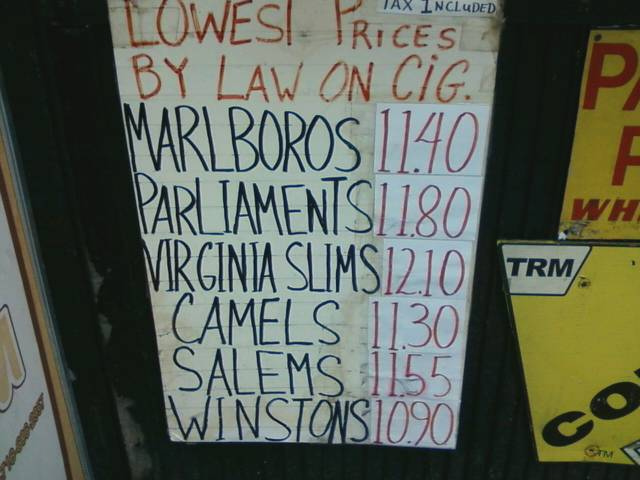 TAX INCLUDED
LOWEST PRICES
BY LAW ON CIG.
MARLBOROS 11.40
PARLIAMENTS 11.80
VIRGINIA SLIMS 12.10
CAMELS 11.30
SALEMS 11.55
WINSTONS 10.90
TRM